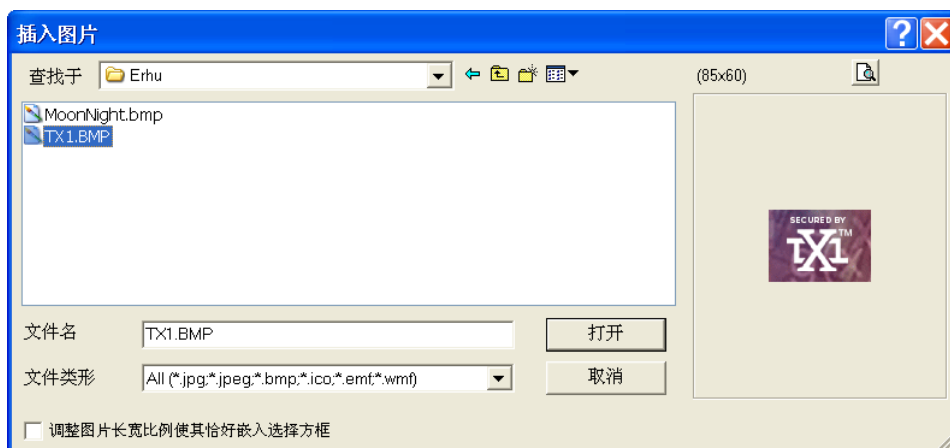 插入图片
查找于 Erhu (85x60)
MoonNight.bmp
TX1.BMP
SECURED BY
tX1™
文件名 TX1.BMP 打开
文件类形 All (*.jpg;*.jpeg;*.bmp;*.ico;*.emf;*.wmf) 取消
调整图片长宽比例使其恰好嵌入选择方框